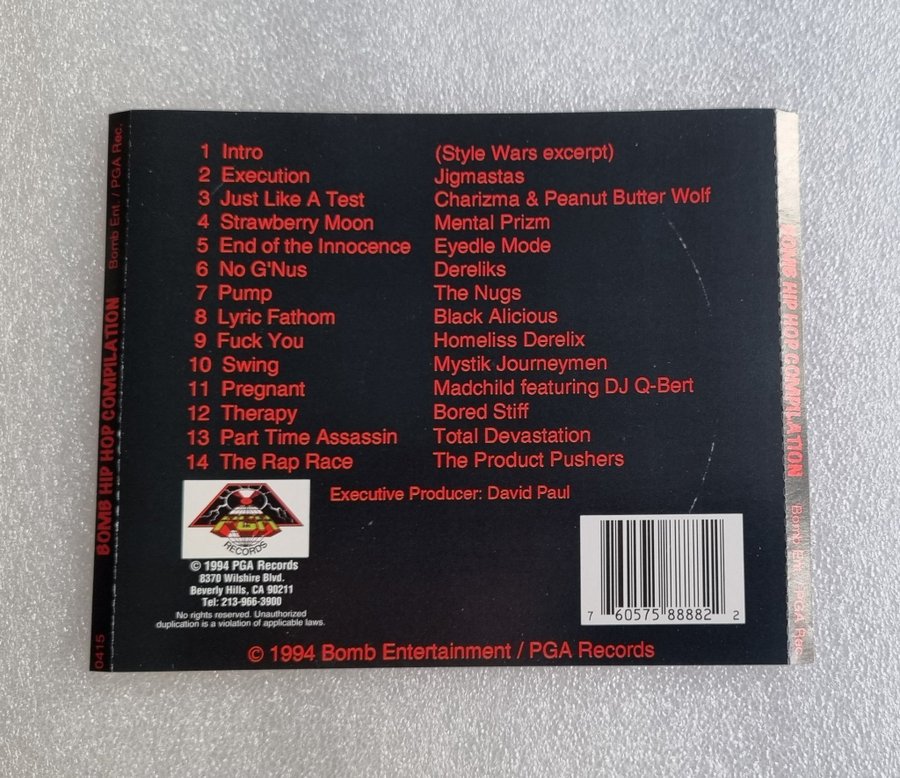 1 Intro (Style Wars excerpt)
2 Execution Jigmastas
3 Just Like A Test Charizma & Peanut Butter Wolf
4 Strawberry Moon Mental Prizm
5 End of the Innocence Eyedle Mode
6 No G'Nus Dereliks
7 Pump The Nugs
8 Lyric Fathom Black Alicious
9 Fuck You Homeliss Derelix
10 Swing Mystik Journeymen
11 Pregnant Madchild featuring DJ Q-Bert
12 Therapy Bored Stiff
13 Part Time Assassin Total Devastation
14 The Rap Race The Product Pushers
Executive Producer: David Paul
PGA
RECORDS
© 1994 PGA Records
8370 Wilshire Blvd.
Beverly Hills, CA 90211
Tel: 213-966-3900
No rights reserved. Unauthorized
duplication is a violation of applicable laws.
7 60575 88882 2
© 1994 Bomb Entertainment / PGA Records
0415 BOMB HIP HOP COMPILATION Bomb Ent. / PGA Rec.
BOMB HIP HOP COMPILATION Bomb Ent. / PGA Rec.